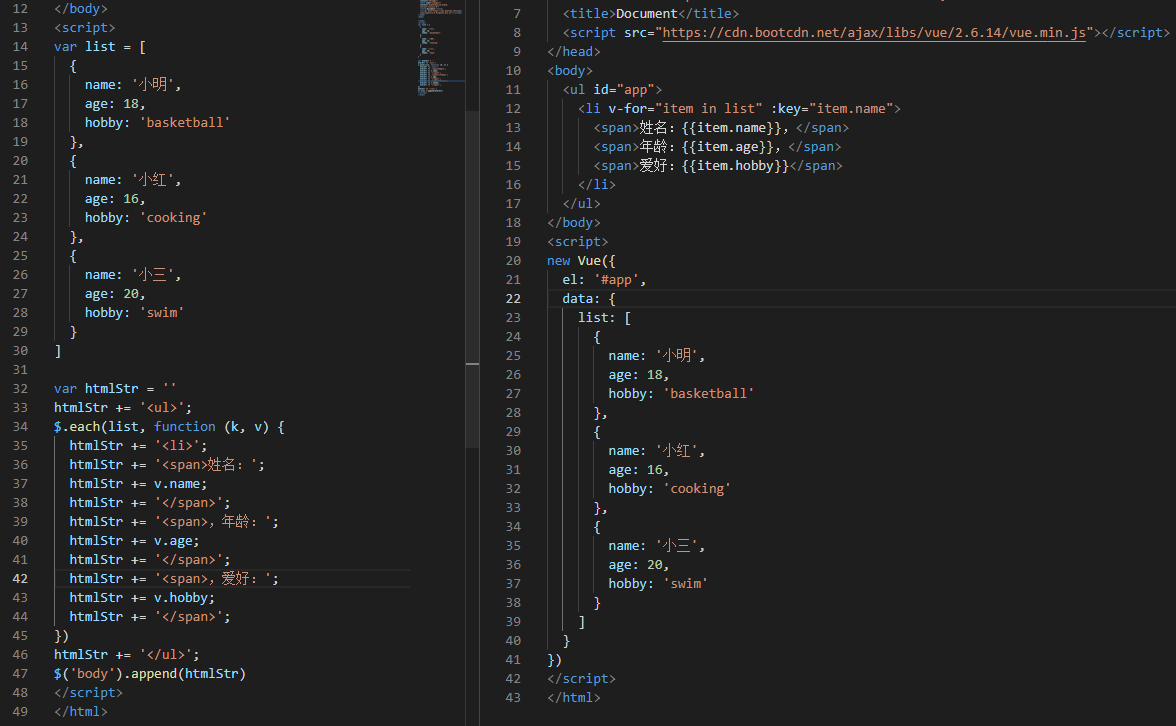 12 </body>
13 <script>
14 var list = [
15   {
16     name: '小明',
17     age: 18,
18     hobby: 'basketball'
19   },
20   {
21     name: '小红',
22     age: 16,
23     hobby: 'cooking'
24   },
25   {
26     name: '小三',
27     age: 20,
28     hobby: 'swim'
29   }
30 ]
31
32 var htmlStr = ''
33 htmlStr += '<ul>';
34 $.each(list, function (k, v) {
35   htmlStr += '<li>';
36   htmlStr += '<span>姓名：';
37   htmlStr += v.name;
38   htmlStr += '</span>';
39   htmlStr += '<span>，年龄：';
40   htmlStr += v.age;
41   htmlStr += '</span>';
42   htmlStr += '<span>，爱好：';
43   htmlStr += v.hobby;
44   htmlStr += '</span>';
45 })
46 htmlStr += '</ul>';
47 $('body').append(htmlStr)
48 </script>
49 </html>
7   <title>Document</title>
8   <script src="https://cdn.bootcdn.net/ajax/libs/vue/2.6.14/vue.min.js"></script>
9 </head>
10 <body>
11   <ul id="app">
12     <li v-for="item in list" :key="item.name">
13       <span>姓名：{{item.name}}，</span>
14       <span>年龄：{{item.age}}，</span>
15       <span>爱好：{{item.hobby}}</span>
16     </li>
17   </ul>
18 </body>
19 <script>
20 new Vue({
21   el: '#app',
22   data: {
23     list: [
24       {
25         name: '小明',
26         age: 18,
27         hobby: 'basketball'
28       },
29       {
30         name: '小红',
31         age: 16,
32         hobby: 'cooking'
33       },
34       {
35         name: '小三',
36         age: 20,
37         hobby: 'swim'
38       }
39     ]
40   }
41 })
42 </script>
43 </html>